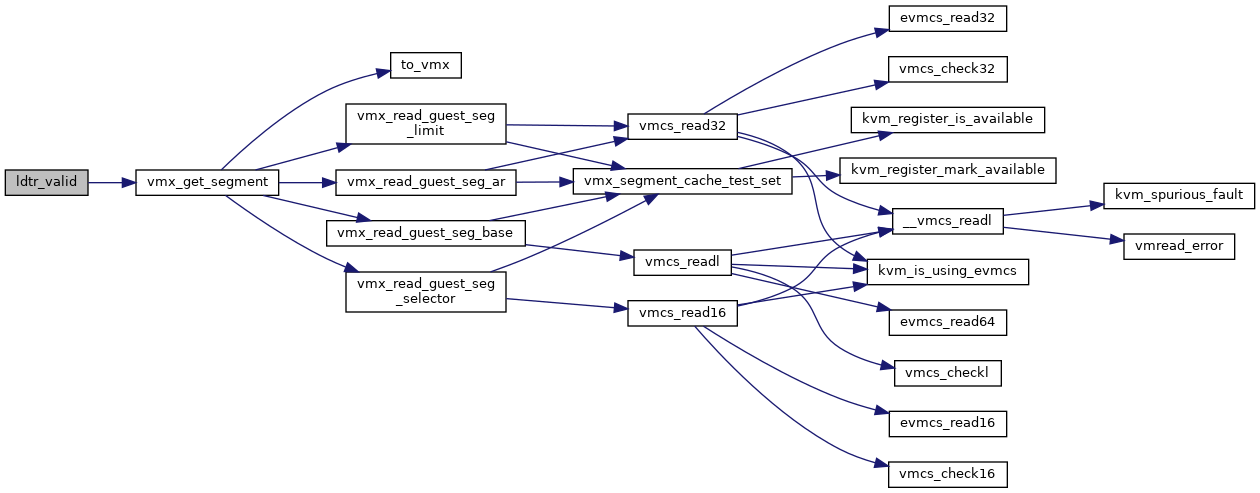 ldtr_valid
vmx_get_segment
to_vmx
vmx_read_guest_seg
_limit
vmx_read_guest_seg_ar
vmx_read_guest_seg_base
vmx_read_guest_seg
_selector
vmcs_read32
vmx_segment_cache_test_set
vmcs_readl
vmcs_read16
evmcs_read32
vmcs_check32
kvm_register_is_available
kvm_register_mark_available
__vmcs_readl
kvm_is_using_evmcs
evmcs_read64
vmcs_checkl
evmcs_read16
vmcs_check16
kvm_spurious_fault
vmread_error